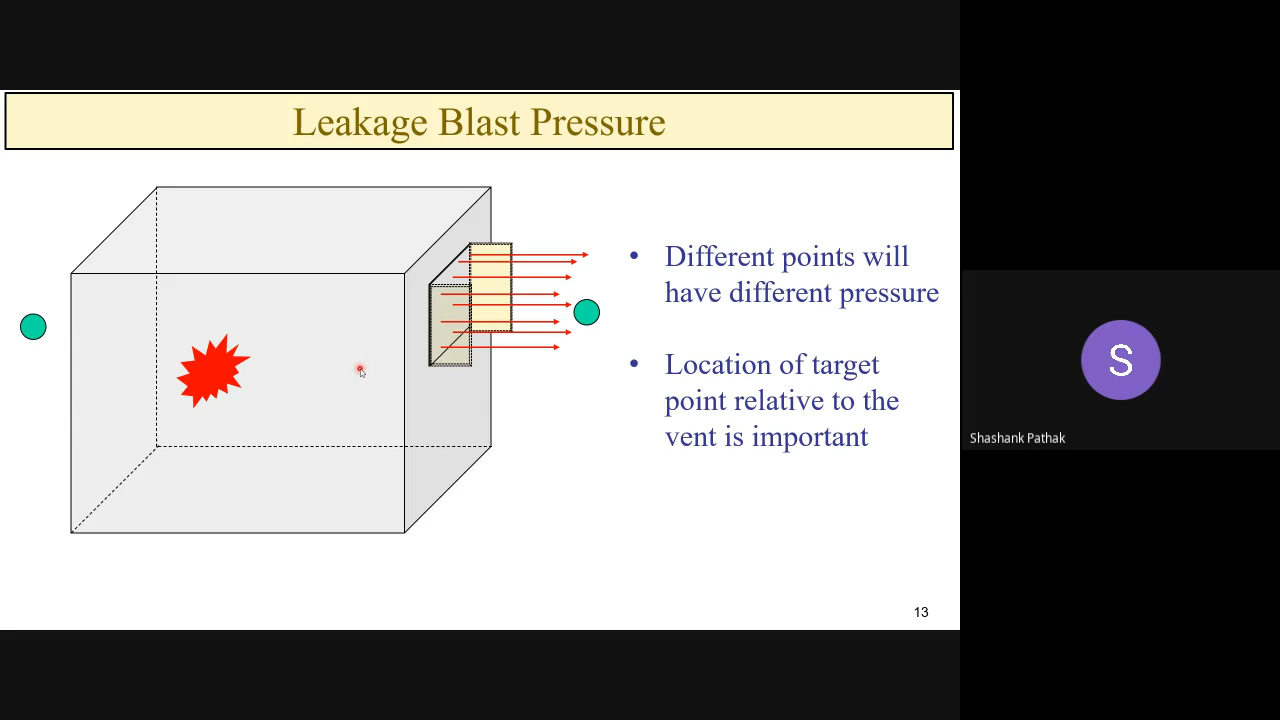 Leakage Blast Pressure
• Different points will
have different pressure
• Location of target
point relative to the
vent is important
13
S
Shashank Pathak